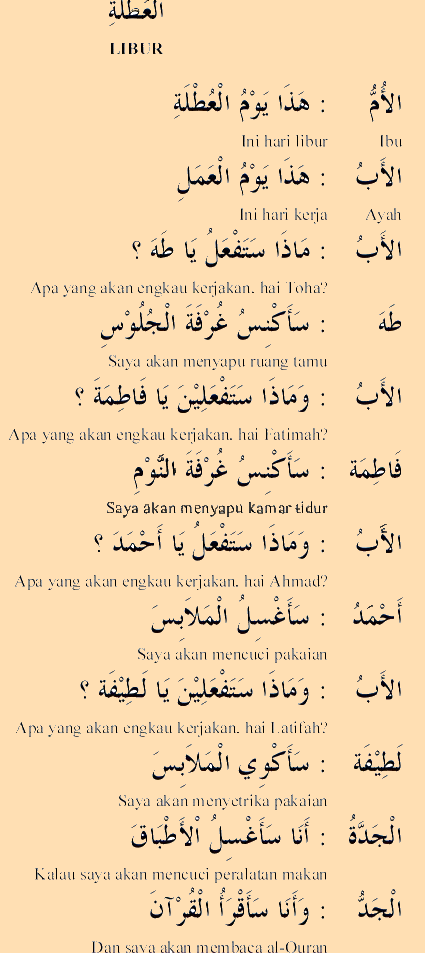 العُطْلَةِ
LIBUR
الأُمُّ : هَذَا يَوْمُ الْعُطْلَةِ
Ini hari libur Ibu
الأَبُ : هَذَا يَوْمُ الْعَمَلِ
Ini hari kerja Ayah
الأَبُ : مَاذَا سَتَفْعَلُ يَا طَهَ ؟
Apa yang akan engkau kerjakan, hai Toha?
طَهَ : سَأَكْنِسُ غُرْفَةَ الْجُلُوْسِ
Saya akan menyapu ruang tamu
الأَبُ : وَمَاذَا سَتَفْعَلِيْنَ يَا فَاطِمَةَ ؟
Apa yang akan engkau kerjakan, hai Fatimah?
فَاطِمَة : سَأَكْنِسُ غُرْفَةَ النَّوْمِ
Saya akan menyapu kamar tidur
الأَبُ : وَمَاذَا سَتَفْعَلُ يَا أَحْمَدَ ؟
Apa yang akan engkau kerjakan, hai Ahmad?
أَحْمَدُ : سَأَغْسِلُ الْمَلاَبِسَ
Saya akan mencuci pakaian
الأَبُ : وَمَاذَا سَتَفْعَلِيْنَ يَا لَطِيْفَة ؟
Apa yang akan engkau kerjakan, hai Latifah?
لَطِيْفَة : سَأَكْوِي الْمَلاَبِسَ
Saya akan menyetrika pakaian
الْجَدَّةُ : أَنَا سَأَغْسِلُ الْأَطْبَاقَ
Kalau saya akan mencuci peralatan makan
الْجَدُّ : وَأَنَا سَأَقْرَأُ الْقُرْآنَ
Dan saya akan membaca al-Quran